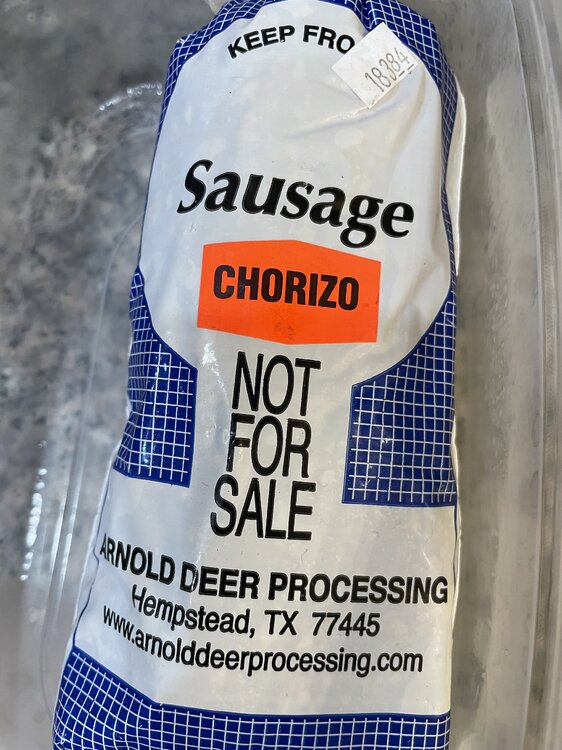 KEEP FRO
18384
Sausage
CHORIZO
NOT
FOR
SALE
ARNOLD DEER PROCESSING
Hempstead, TX 77445
www.arnolddeerprocessing.com